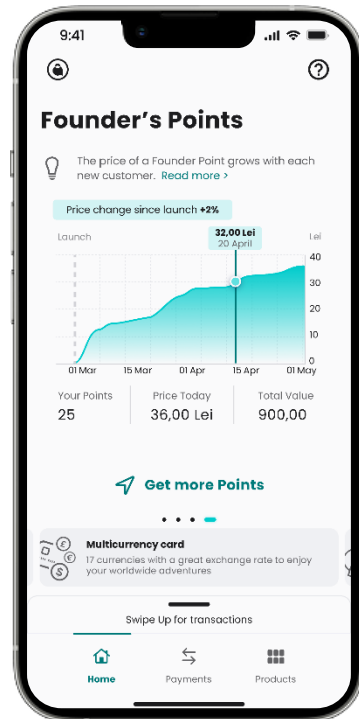 9:41
Founder's Points
The price of a Founder Point grows with each
new customer. Read more >
Price change since launch +2%
Launch
32,00 Lei
20 April
Lei
40
30
20
10
0
01 Mar 15 Mar 01 Apr 15 Apr 01 May
Your Points Price Today Total Value
25 36,00 Lei 900,00
Get more Points
Multicurrency card
17 currencies with a great exchange rate to enjoy
your worldwide adventures
Swipe Up for transactions
Home Payments Products